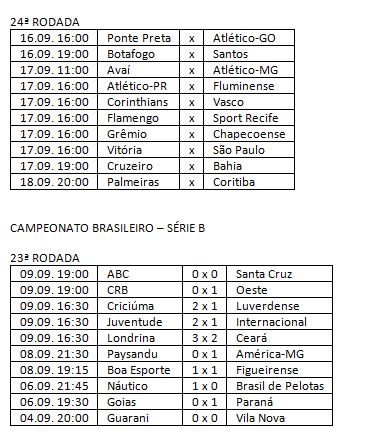 24ª RODADA
16.09. 16:00 Ponte Preta x Atlético-GO
16.09. 19:00 Botafogo x Santos
17.09. 11:00 Avaí x Atlético-MG
17.09. 16:00 Atlético-PR x Fluminense
17.09. 16:00 Corinthians x Vasco
17.09. 16:00 Flamengo x Sport Recife
17.09. 16:00 Grêmio x Chapecoense
17.09. 16:00 Vitória x São Paulo
17.09. 19:00 Cruzeiro x Bahia
18.09. 20:00 Palmeiras x Coritiba
CAMPEONATO BRASILEIRO – SÉRIE B
23ª RODADA
09.09. 19:00 ABC 0 x 0 Santa Cruz
09.09. 19:00 CRB 0 x 1 Oeste
09.09. 16:30 Criciúma 2 x 1 Luverdense
09.09. 16:30 Juventude 2 x 1 Internacional
09.09. 16:30 Londrina 3 x 2 Ceará
08.09. 21:30 Paysandu 0 x 1 América-MG
08.09. 19:15 Boa Esporte 1 x 1 Figueirense
06.09. 21:45 Náutico 1 x 0 Brasil de Pelotas
06.09. 19:30 Goias 0 x 1 Paraná
04.09. 20:00 Guarani 0 x 0 Vila Nova